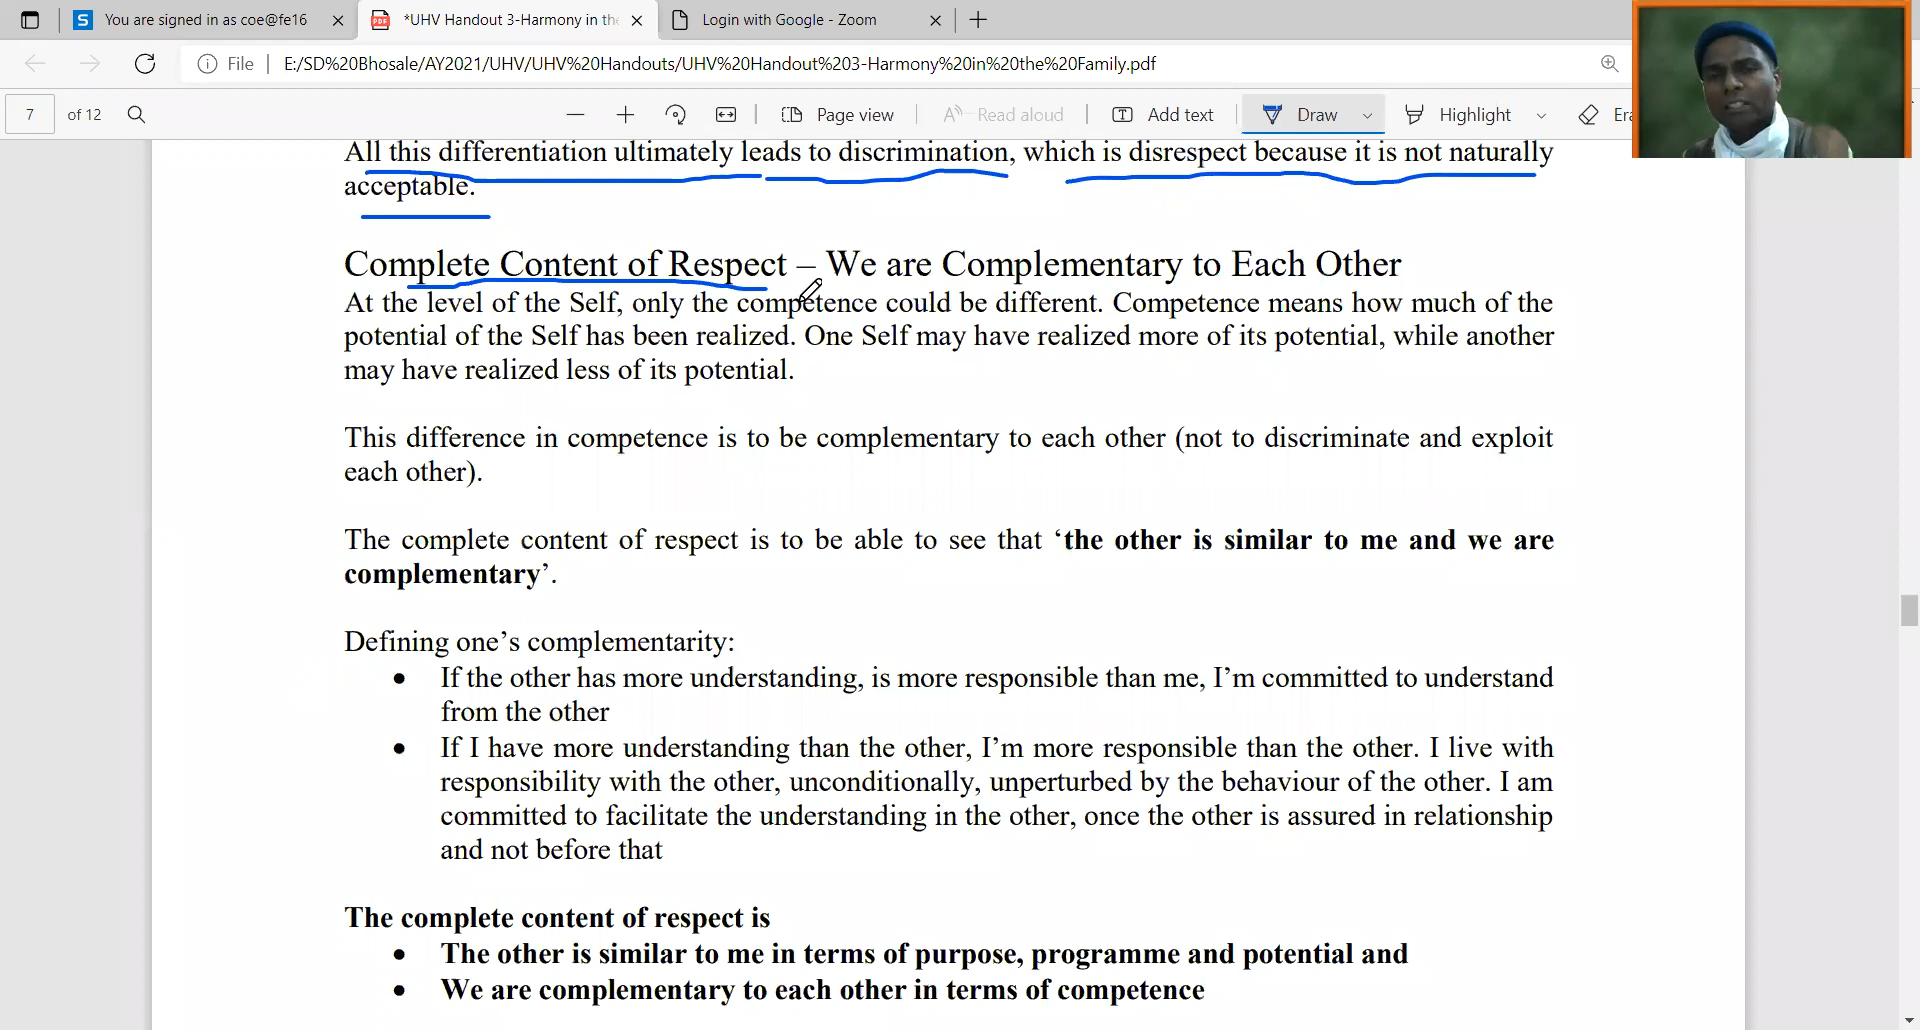 You are signed in as coe@fe16
*UHV Handout 3-Harmony in the
Login with Google - Zoom
File
E:/SD%20Bhosale/AY2021/UHV/UHV%20Handouts/UHV%20Handout%203-Harmony%20in%20the%20Family.pdf
7 of 12
Page view
Read aloud
Add text
Draw
Highlight
All this differentiation ultimately leads to discrimination, which is disrespect because it is not naturally
acceptable.
Complete Content of Respect – We are Complementary to Each Other
At the level of the Self, only the competence could be different. Competence means how much of the
potential of the Self has been realized. One Self may have realized more of its potential, while another
may have realized less of its potential.
This difference in competence is to be complementary to each other (not to discriminate and exploit
each other).
The complete content of respect is to be able to see that ‘the other is similar to me and we are
complementary’.
Defining one’s complementarity:
• If the other has more understanding, is more responsible than me, I’m committed to understand
from the other
• If I have more understanding than the other, I’m more responsible than the other. I live with
responsibility with the other, unconditionally, unperturbed by the behaviour of the other. I am
committed to facilitate the understanding in the other, once the other is assured in relationship
and not before that
The complete content of respect is
• The other is similar to me in terms of purpose, programme and potential and
• We are complementary to each other in terms of competence